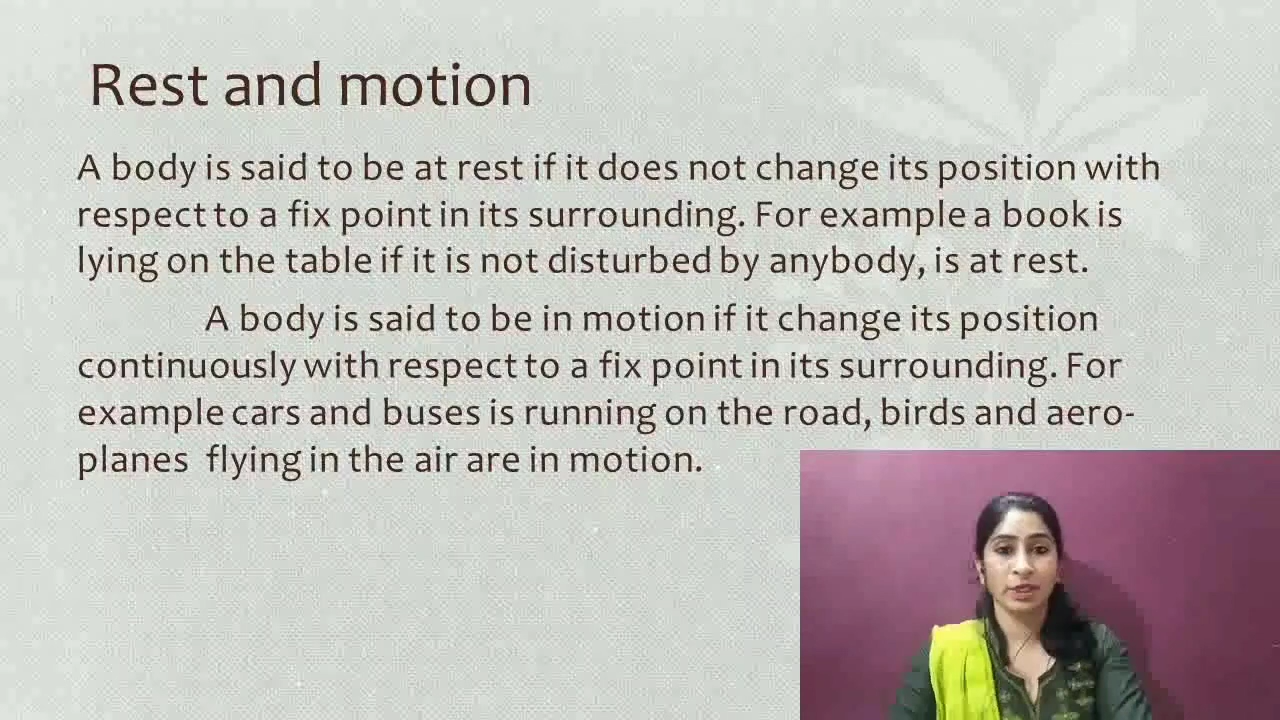 Rest and motion
A body is said to be at rest if it does not change its position with
respect to a fix point in its surrounding. For example a book is
lying on the table if it is not disturbed by anybody, is at rest.
A body is said to be in motion if it change its position
continuously with respect to a fix point in its surrounding. For
example cars and buses is running on the road, birds and aero-
planes flying in the air are in motion.